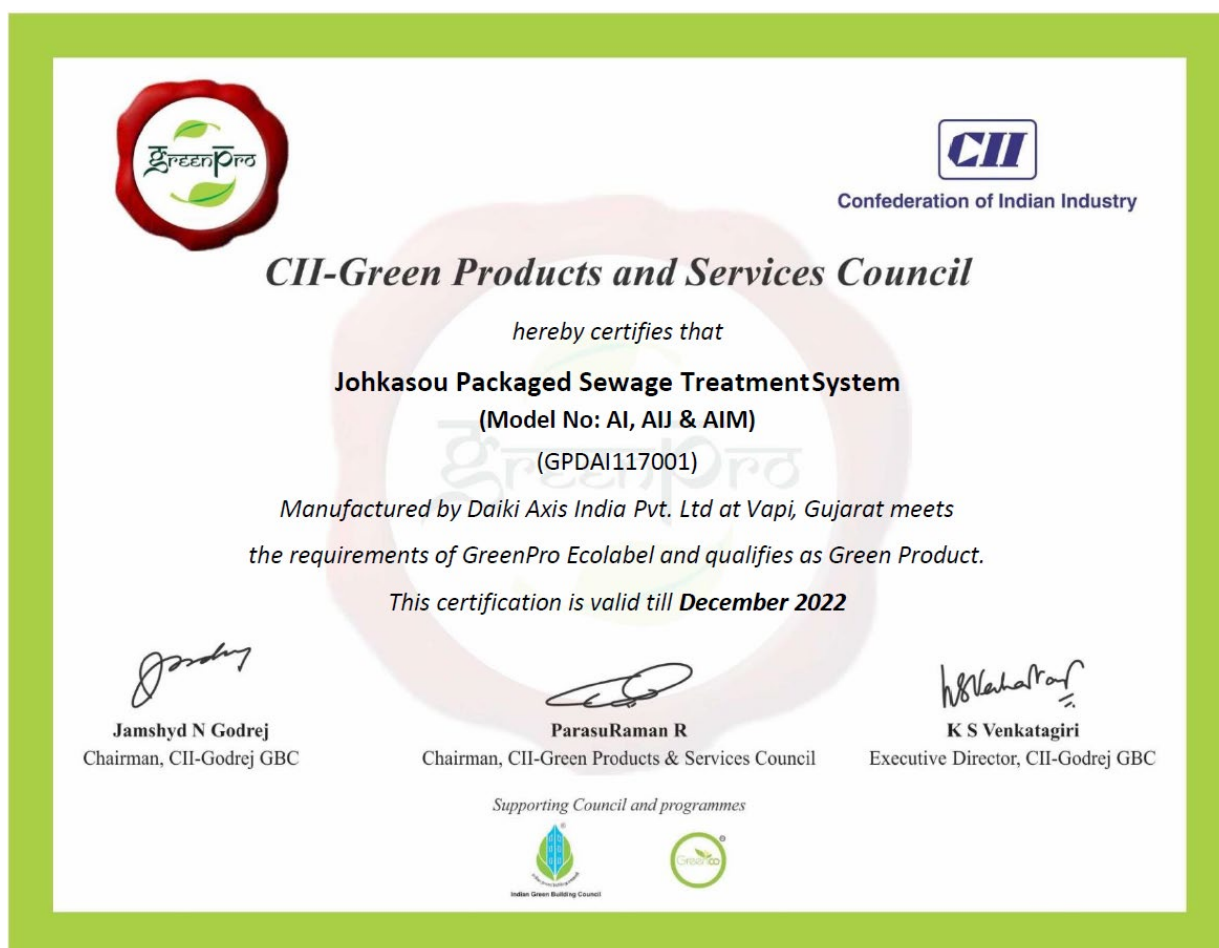 GreenPro
CII
Confederation of Indian Industry
CII-Green Products and Services Council
hereby certifies that
Johkasou Packaged Sewage TreatmentSystem
(Model No: AI, AIJ & AIM)
(GPDAI117001)
GreenPro
Manufactured by Daiki Axis India Pvt. Ltd at Vapi, Gujarat meets
the requirements of GreenPro Ecolabel and qualifies as Green Product.
This certification is valid till December 2022
Jamshyd N Godrej
Chairman, CII-Godrej GBC
ParasuRaman R
Chairman, CII-Green Products & Services Council
K S Venkatagiri
Executive Director, CII-Godrej GBC
Supporting Council and programmes
Indian Green Building Council
Greenco